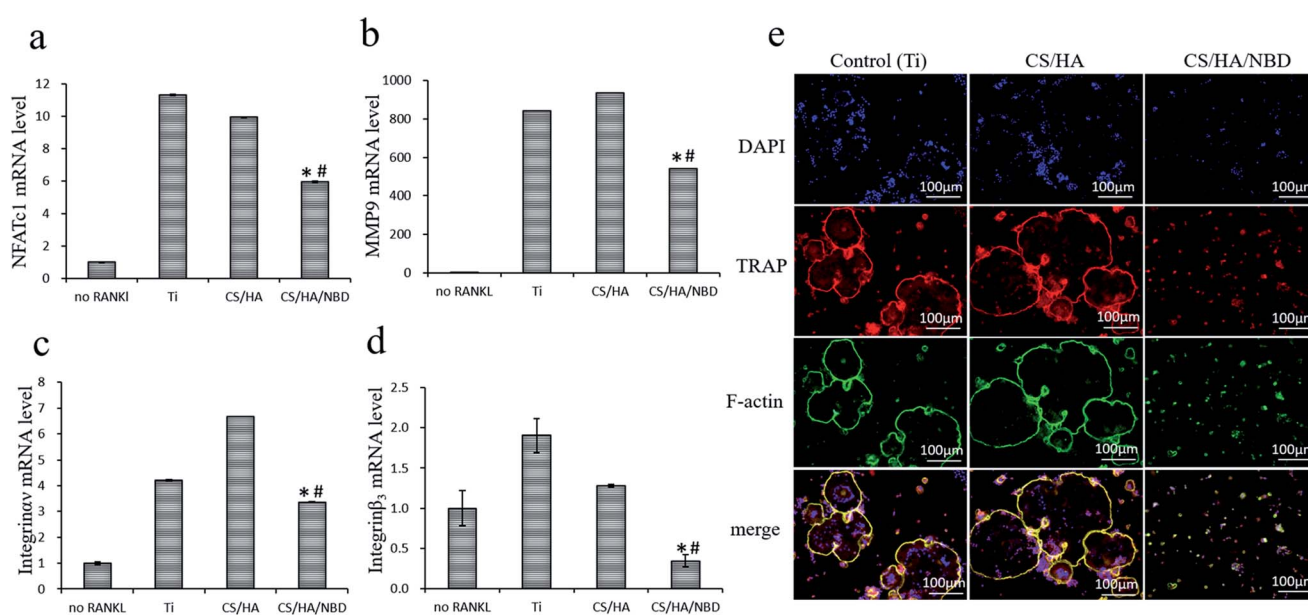 a
NFATc1 mRNA level
12
10
8
6
4
2
0
* #
no RANKl
Ti
CS/HA
CS/HA/NBD
b
MMP9 mRNA level
1000
800
600
400
200
0
* #
no RANKL
Ti
CS/HA
CS/HA/NBD
c
Integrinαv mRNA level
8
7
6
5
4
3
2
1
0
* #
no RANKL
Ti
CS/HA
CS/HA/NBD
d
Integrinβ3 mRNA level
2.5
2.0
1.5
1.0
0.5
0.0
*#
no RANKL
Ti
CS/HA
CS/HA/NBD
e
Control (Ti)
CS/HA
CS/HA/NBD
DAPI
100μm
100μm
100μm
TRAP
100μm
100μm
100μm
F-actin
100μm
100μm
100μm
merge
100μm
100μm
100μm